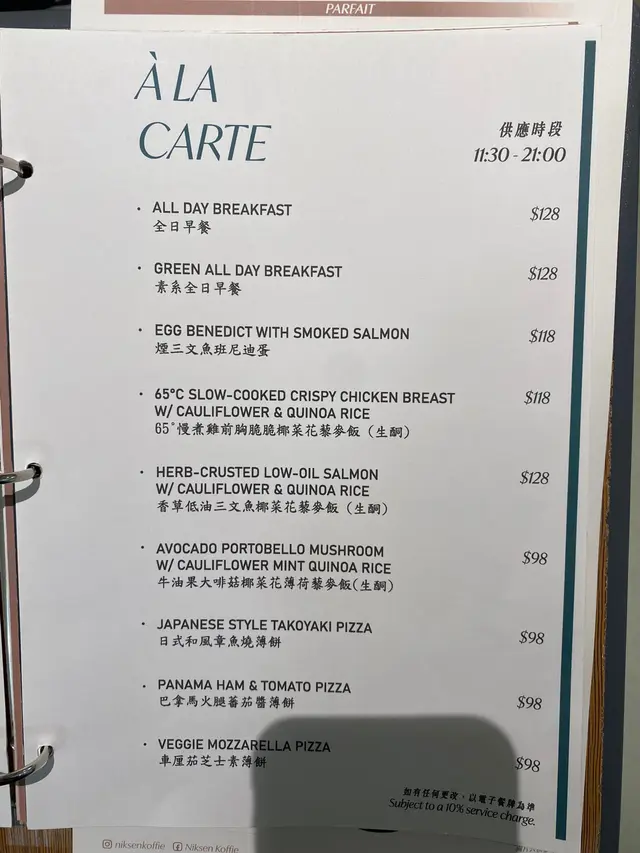 PARFAIT
À LA
CARTE
供應時段
11:30 - 21:00
• ALL DAY BREAKFAST $128
全日早餐
• GREEN ALL DAY BREAKFAST $128
素系全日早餐
• EGG BENEDICT WITH SMOKED SALMON $118
煙三文魚班尼迪蛋
• 65°C SLOW-COOKED CRISPY CHICKEN BREAST $118
W/ CAULIFLOWER & QUINOA RICE
65°慢煮雞前胸脆脆椰菜花藜麥飯（生酮）
• HERB-CRUSTED LOW-OIL SALMON $128
W/ CAULIFLOWER & QUINOA RICE
香草低油三文魚椰菜花藜麥飯（生酮）
• AVOCADO PORTOBELLO MUSHROOM $98
W/ CAULIFLOWER MINT QUINOA RICE
牛油果大啡菇椰菜花薄荷藜麥飯(生酮)
• JAPANESE STYLE TAKOYAKI PIZZA $98
日式和風章魚燒薄餅
• PANAMA HAM & TOMATO PIZZA $98
巴拿馬火腿蕃茄醬薄餅
• VEGGIE MOZZARELLA PIZZA $98
車厘茄芝士素薄餅
如有任何更改，以電子餐牌為準
Subject to a 10% service charge.
niksenkoffie Niksen Koffie